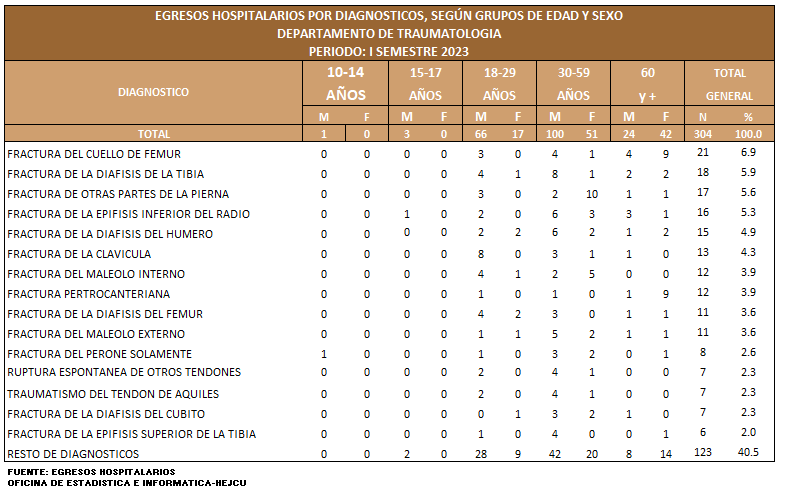 EGRESOS HOSPITALARIOS POR DIAGNOSTICOS, SEGÚN GRUPOS DE EDAD Y SEXO
DEPARTAMENTO DE TRAUMATOLOGIA
PERIODO: I SEMESTRE 2023
DIAGNOSTICO 10-14 AÑOS 15-17 AÑOS 18-29 AÑOS 30-59 AÑOS 60 y + TOTAL GENERAL
M F M F M F M F M F N %
TOTAL 1 0 3 0 66 17 100 51 24 42 304 100.0
FRACTURA DEL CUELLO DE FEMUR 0 0 0 0 3 0 4 1 4 9 21 6.9
FRACTURA DE LA DIAFISIS DE LA TIBIA 0 0 0 0 4 1 8 1 2 2 18 5.9
FRACTURA DE OTRAS PARTES DE LA PIERNA 0 0 0 0 3 0 2 10 1 1 17 5.6
FRACTURA DE LA EPIFISIS INFERIOR DEL RADIO 0 0 1 0 2 0 6 3 3 1 16 5.3
FRACTURA DE LA DIAFISIS DEL HUMERO 0 0 0 0 2 2 6 2 1 2 15 4.9
FRACTURA DE LA CLAVICULA 0 0 0 0 8 0 3 1 1 0 13 4.3
FRACTURA DEL MALEOLO INTERNO 0 0 0 0 4 1 2 5 0 0 12 3.9
FRACTURA PERTROCANTERIANA 0 0 0 0 1 0 1 0 1 9 12 3.9
FRACTURA DE LA DIAFISIS DEL FEMUR 0 0 0 0 4 2 3 0 1 1 11 3.6
FRACTURA DEL MALEOLO EXTERNO 0 0 0 0 1 1 5 2 1 1 11 3.6
FRACTURA DEL PERONE SOLAMENTE 1 0 0 0 1 0 3 2 0 1 8 2.6
RUPTURA ESPONTANEA DE OTROS TENDONES 0 0 0 0 2 0 4 1 0 0 7 2.3
TRAUMATISMO DEL TENDON DE AQUILES 0 0 0 0 2 0 4 1 0 0 7 2.3
FRACTURA DE LA DIAFISIS DEL CUBITO 0 0 0 0 0 1 3 2 1 0 7 2.3
FRACTURA DE LA EPIFISIS SUPERIOR DE LA TIBIA 0 0 0 0 1 0 4 0 0 1 6 2.0
RESTO DE DIAGNOSTICOS 0 0 2 0 28 9 42 20 8 14 123 40.5
FUENTE: EGRESOS HOSPITALARIOS
OFICINA DE ESTADISTICA E INFORMATICA-HEJCU